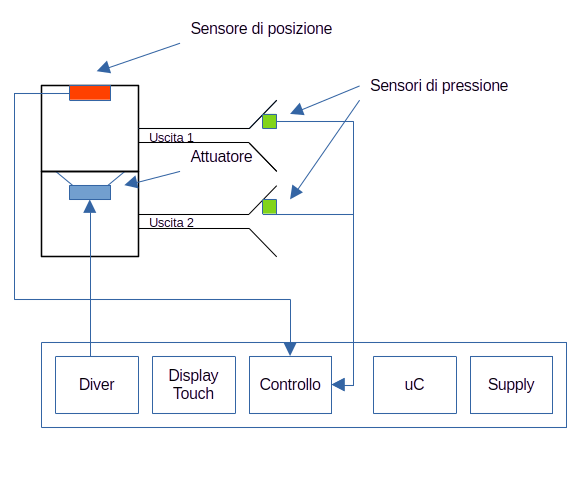 Sensore di posizione
Sensori di pressione
Uscita 1
Attuatore
Uscita 2
Diver
Display
Touch
Controllo
uC
Supply